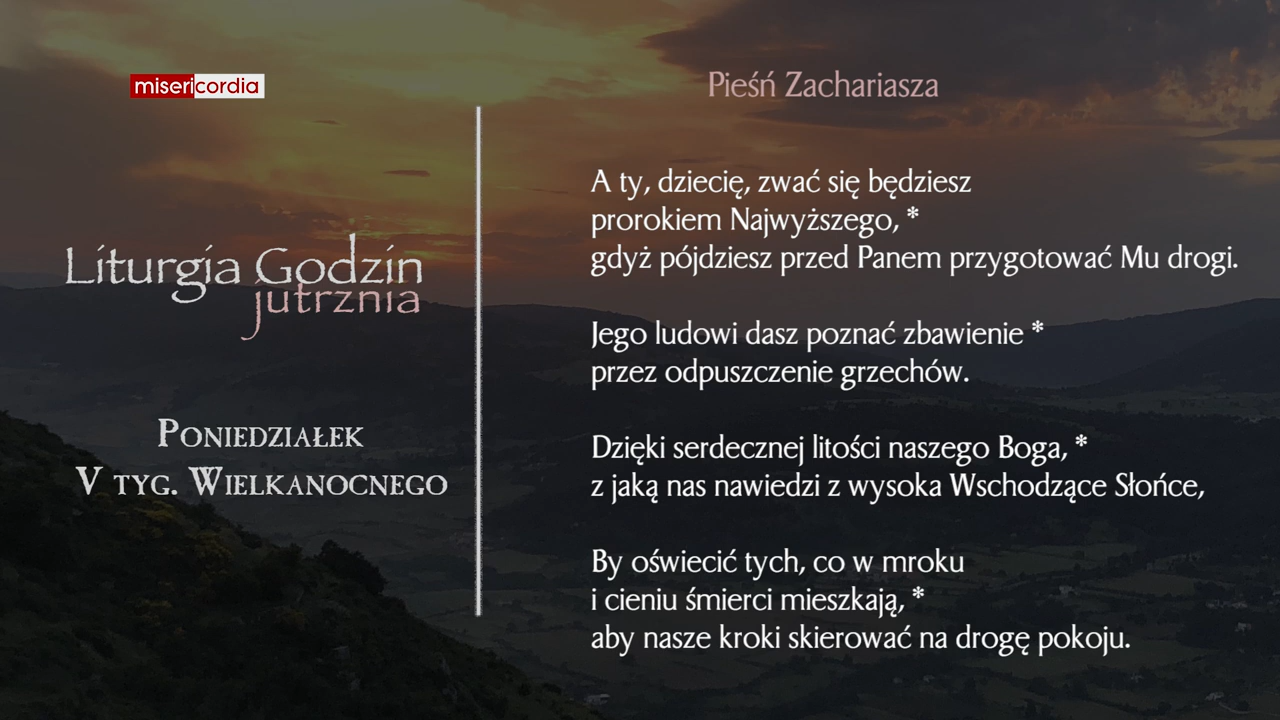 misericordia
Liturgia Godzin
jutrznia
Poniedziałek
V tyg. Wielkanocnego
Pieśń Zachariasza
A ty, dziecię, zwać się będziesz
prorokiem Najwyższego, *
gdyż pójdziesz przed Panem przygotować Mu drogi.
Jego ludowi dasz poznać zbawienie *
przez odpuszczenie grzechów.
Dzięki serdecznej litości naszego Boga, *
z jaką nas nawiedzi z wysoka Wschodzące Słońce,
By oświecić tych, co w mroku
i cieniu śmierci mieszkają, *
aby nasze kroki skierować na drogę pokoju.